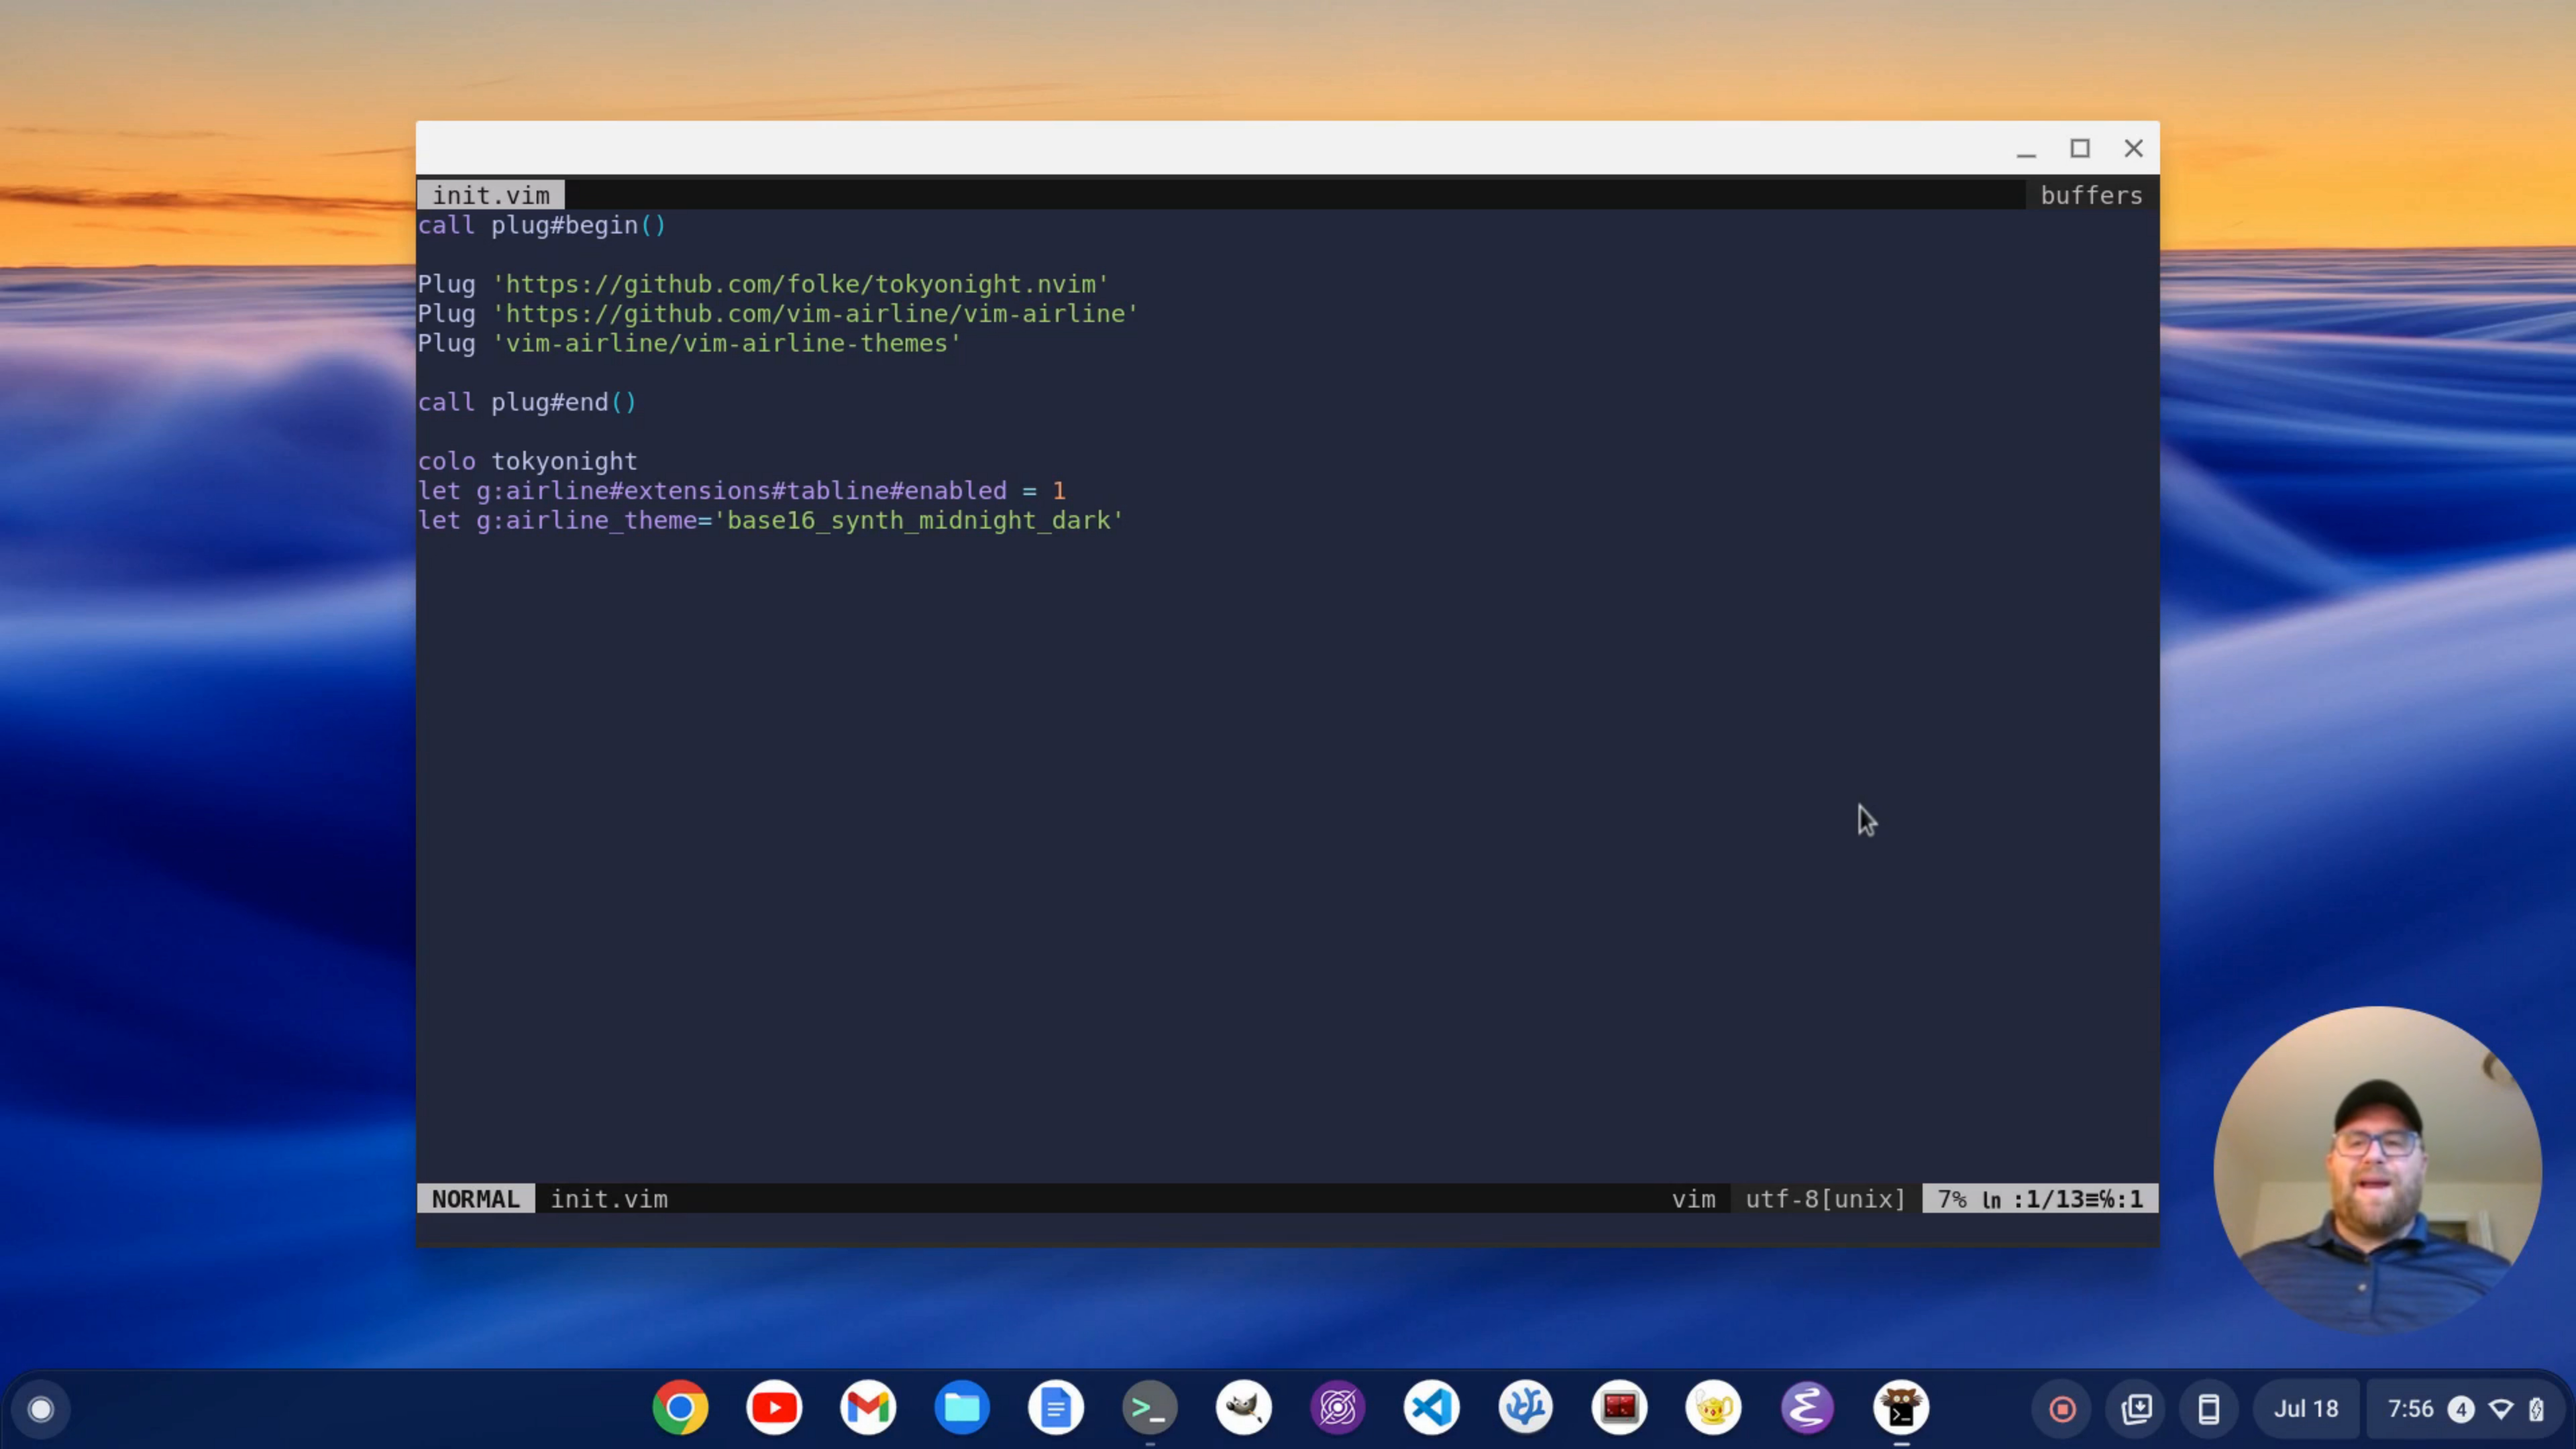 init.vim
buffers
call plug#begin()
Plug 'https://github.com/folke/tokyonight.nvim'
Plug 'https://github.com/vim-airline/vim-airline'
Plug 'vim-airline/vim-airline-themes'
call plug#end()
colo tokyonight
let g:airline#extensions#tabline#enabled = 1
let g:airline_theme='base16_synth_midnight_dark'
NORMAL init.vim
vim utf-8[unix] 7% ㏑:1/13≡℅:1
Jul 18 7:56 4